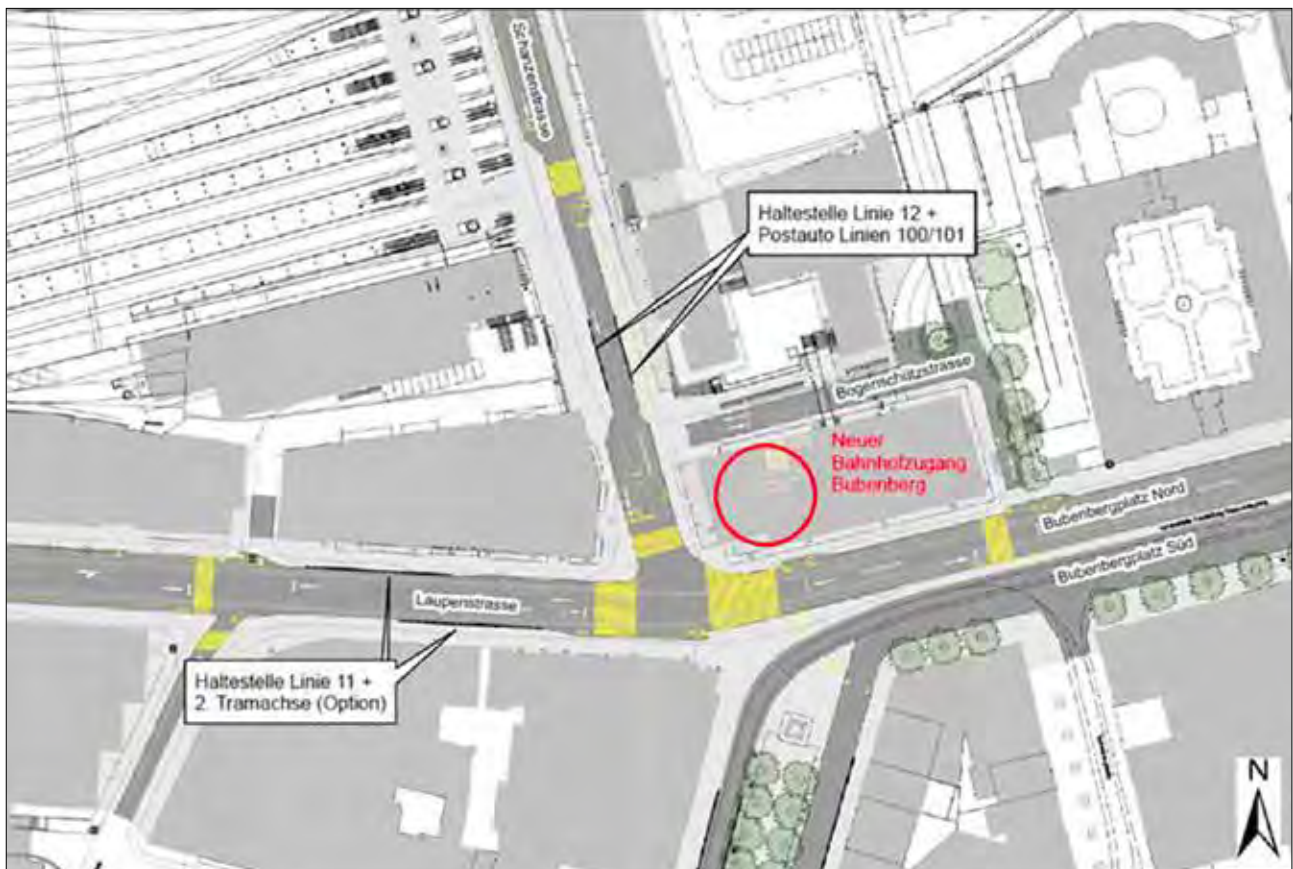 Schanzenstrasse
Haltestelle Linie 12 +
Postauto Linien 100/101
Bogenschützstrasse
Neuer
Bahnhofzugang
Bubenberg
Bubenbergplatz Nord
Bubenbergplatz Süd
Laupenstrasse
Haltestelle Linie 11 +
2. Tramachse (Option)
N